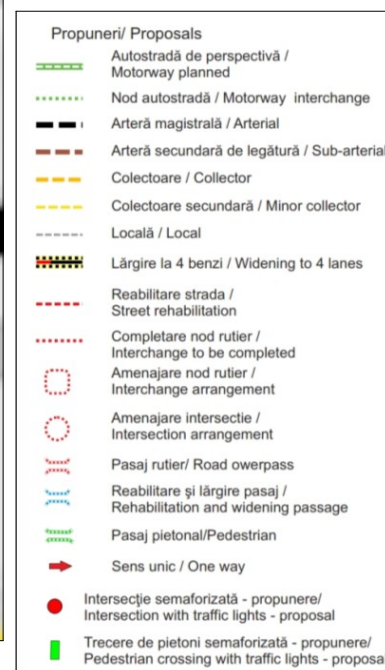 Propuneri/ Proposals
Autostradă de perspectivă /
Motorway planned
Nod autostradă / Motorway interchange
Arteră magistrală / Arterial
Arteră secundară de legătură / Sub-arterial
Colectoare / Collector
Colectoare secundară / Minor collector
Locală / Local
Lărgire la 4 benzi / Widening to 4 lanes
Reabilitare strada /
Street rehabilitation
Completare nod rutier /
Interchange to be completed
Amenajare nod rutier /
Interchange arrangement
Amenajare intersectie /
Intersection arrangement
Pasaj rutier/ Road owerpass
Reabilitare şi lărgire pasaj /
Rehabilitation and widening passage
Pasaj pietonal/Pedestrian
Sens unic / One way
Intersecţie semaforizată - propunere/
Intersection with traffic lights - proposal
Trecere de pietoni semaforizată - propunere/
Pedestrian crossing with traffic lights - proposal